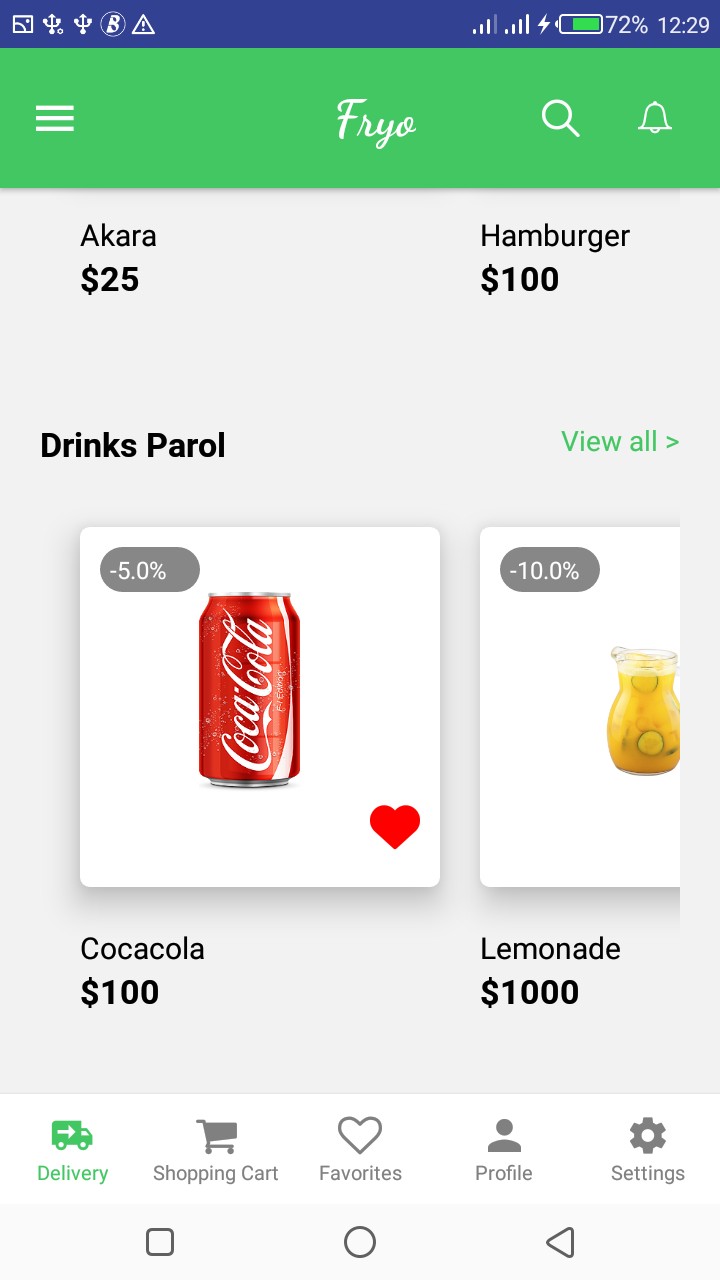 72% 12:29
Fryo
Akara
$25
Hamburger
$100
Drinks Parol
View all >
-5.0%
-10.0%
Coca-Cola
Cocacola
$100
Lemonade
$1000
Delivery
Shopping Cart
Favorites
Profile
Settings